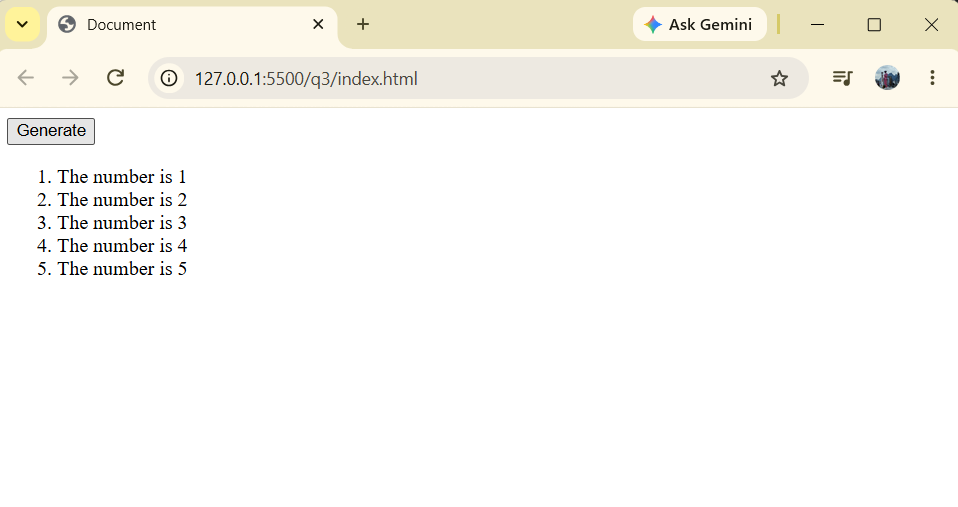 Document
Ask Gemini
127.0.0.1:5500/q3/index.html
Generate
1. The number is 1
2. The number is 2
3. The number is 3
4. The number is 4
5. The number is 5